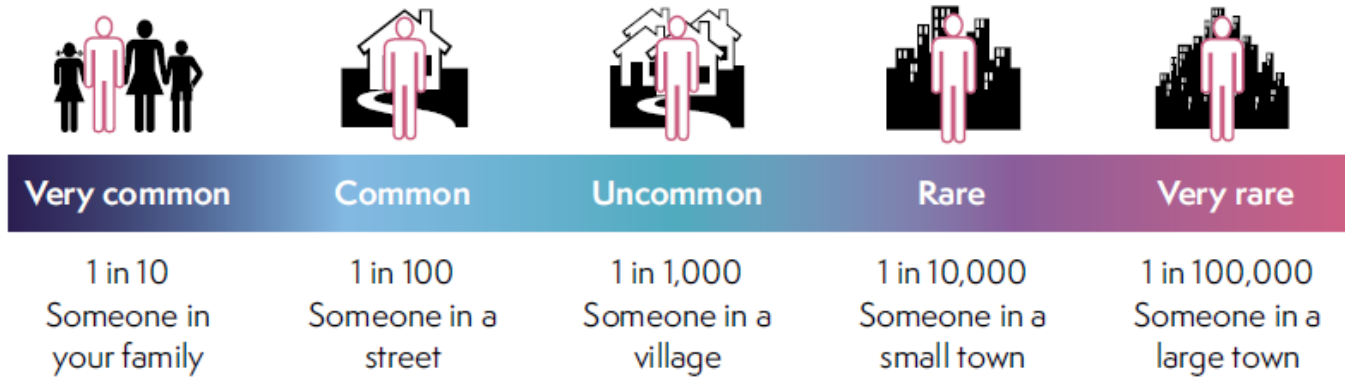 Very common
Common
Uncommon
Rare
Very rare
1 in 10
Someone in
your family
1 in 100
Someone in a
street
1 in 1,000
Someone in a
village
1 in 10,000
Someone in a
small town
1 in 100,000
Someone in a
large town